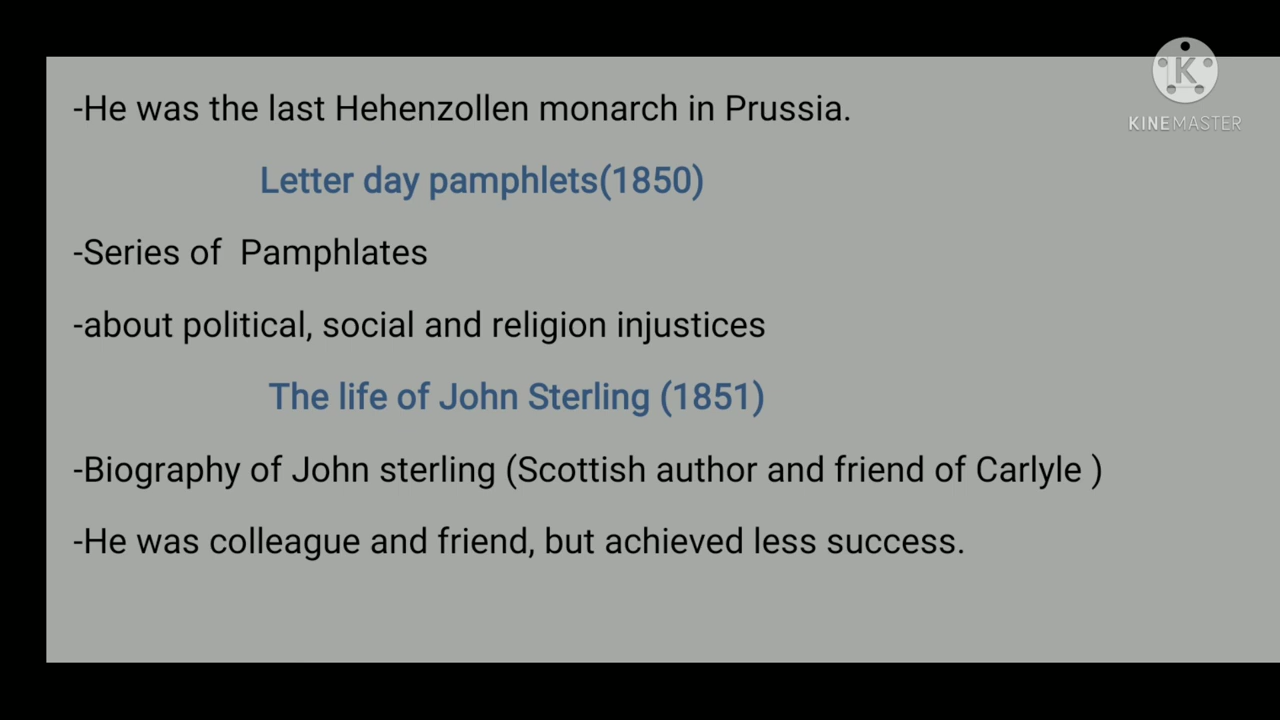 -He was the last Hehenzollen monarch in Prussia.
Letter day pamphlets(1850)
-Series of  Pamphlates
-about political, social and religion injustices
The life of John Sterling (1851)
-Biography of John sterling (Scottish author and friend of Carlyle )
-He was colleague and friend, but achieved less success.
K
KINEMASTER